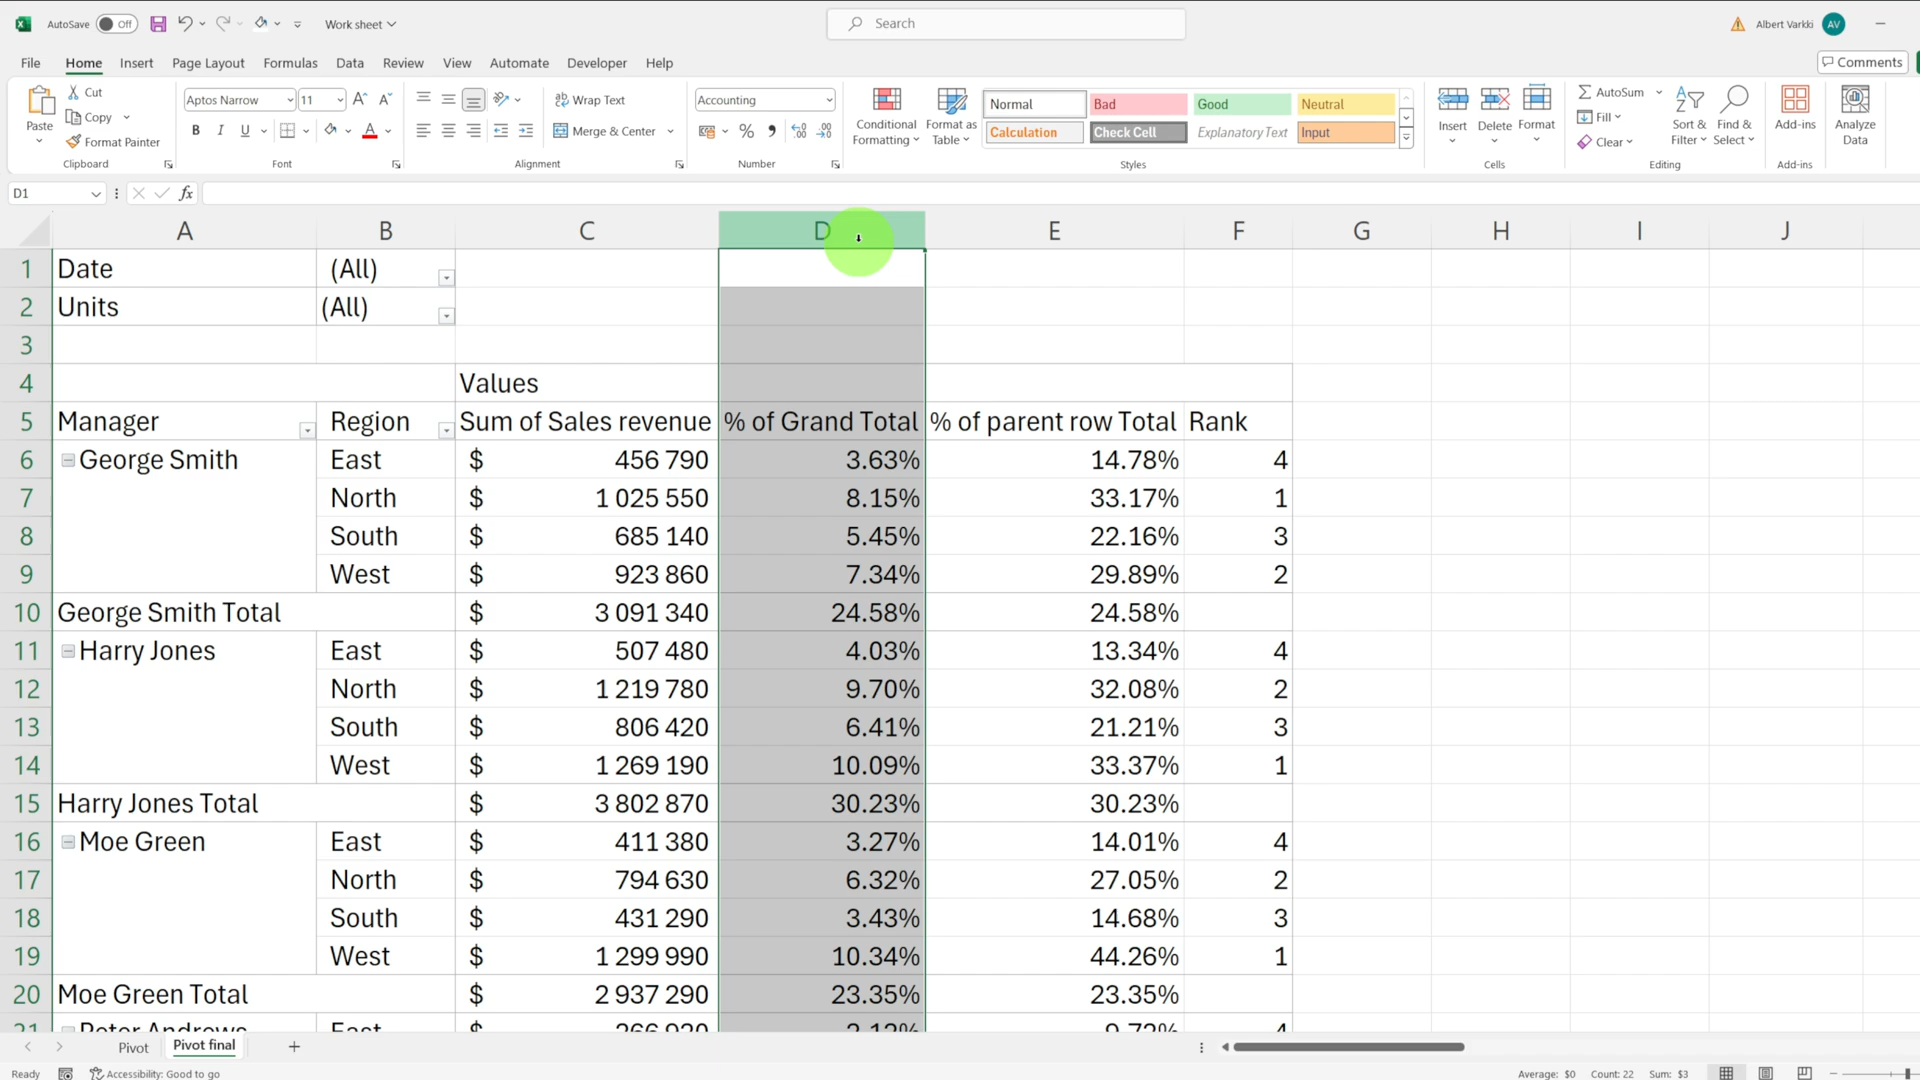 AutoSave Off Work sheet Search Albert Varkki AV
File Home Insert Page Layout Formulas Data Review View Automate Developer Help Comments
Paste Cut Copy Format Painter Clipboard
Aptos Narrow 11 B I U A Font
Wrap Text Merge & Center Alignment
Accounting % Number
Conditional Formatting Format as Table
Normal Bad Good Neutral
Calculation Check Cell Explanatory Text Input
Styles
Insert Delete Format Cells
AutoSum Fill Clear Sort & Filter Find & Select Editing
Add-ins Add-ins
Analyze Data
D1 fx
A B C D E F G H I J
1 Date (All)
2 Units (All)
3
4 Values
5 Manager Region Sum of Sales revenue % of Grand Total % of parent row Total Rank
6 George Smith East $ 456 790 3.63% 14.78% 4
7 North $ 1 025 550 8.15% 33.17% 1
8 South $ 685 140 5.45% 22.16% 3
9 West $ 923 860 7.34% 29.89% 2
10 George Smith Total $ 3 091 340 24.58% 24.58%
11 Harry Jones East $ 507 480 4.03% 13.34% 4
12 North $ 1 219 780 9.70% 32.08% 2
13 South $ 806 420 6.41% 21.21% 3
14 West $ 1 269 190 10.09% 33.37% 1
15 Harry Jones Total $ 3 802 870 30.23% 30.23%
16 Moe Green East $ 411 380 3.27% 14.01% 4
17 North $ 794 630 6.32% 27.05% 2
18 South $ 431 290 3.43% 14.68% 3
19 West $ 1 299 990 10.34% 44.26% 1
20 Moe Green Total $ 2 937 290 23.35% 23.35%
21 Peter Andrews East $
Pivot Pivot final
Ready Accessibility: Good to go Average: $0 Count: 22 Sum: $3